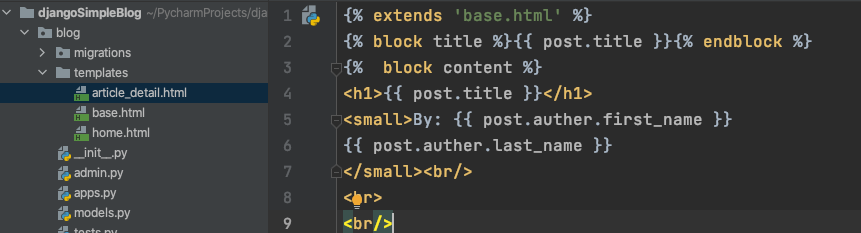 djangoSimpleBlog ~/PycharmProjects/dja
blog
migrations
templates
article_detail.html
base.html
home.html
__init__.py
admin.py
apps.py
models.py
tests.py
1 {% extends 'base.html' %}
2 {% block title %}{{ post.title }}{% endblock %}
3 {%  block content %}
4 <h1>{{ post.title }}</h1>
5 <small>By: {{ post.auther.first_name }}
6 {{ post.auther.last_name }}
7 </small><br/>
8 <br>
9 <br/>